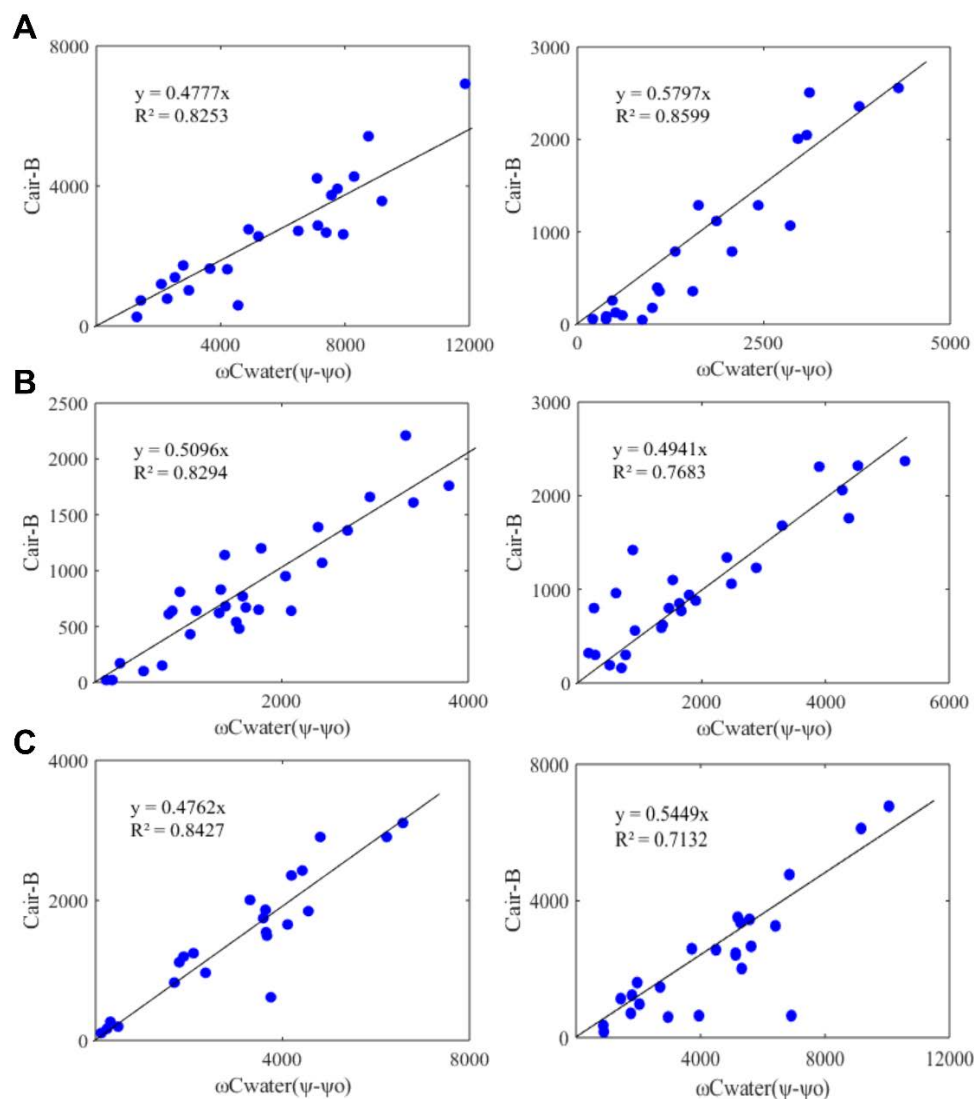 A
8000
4000
0
Cair-B
y = 0.4777x
R² = 0.8253
4000
8000
12000
ωCwater(ψ-ψo)
3000
2000
1000
0
Cair-B
y = 0.5797x
R² = 0.8599
0
2500
5000
ωCwater(ψ-ψo)
B
2500
2000
1500
1000
500
0
Cair-B
y = 0.5096x
R² = 0.8294
2000
4000
ωCwater(ψ-ψo)
3000
2000
1000
0
Cair-B
y = 0.4941x
R² = 0.7683
2000
4000
6000
ωCwater(ψ-ψo)
C
4000
2000
0
Cair-B
y = 0.4762x
R² = 0.8427
4000
8000
ωCwater(ψ-ψo)
8000
4000
0
Cair-B
y = 0.5449x
R² = 0.7132
4000
8000
12000
ωCwater(ψ-ψo)